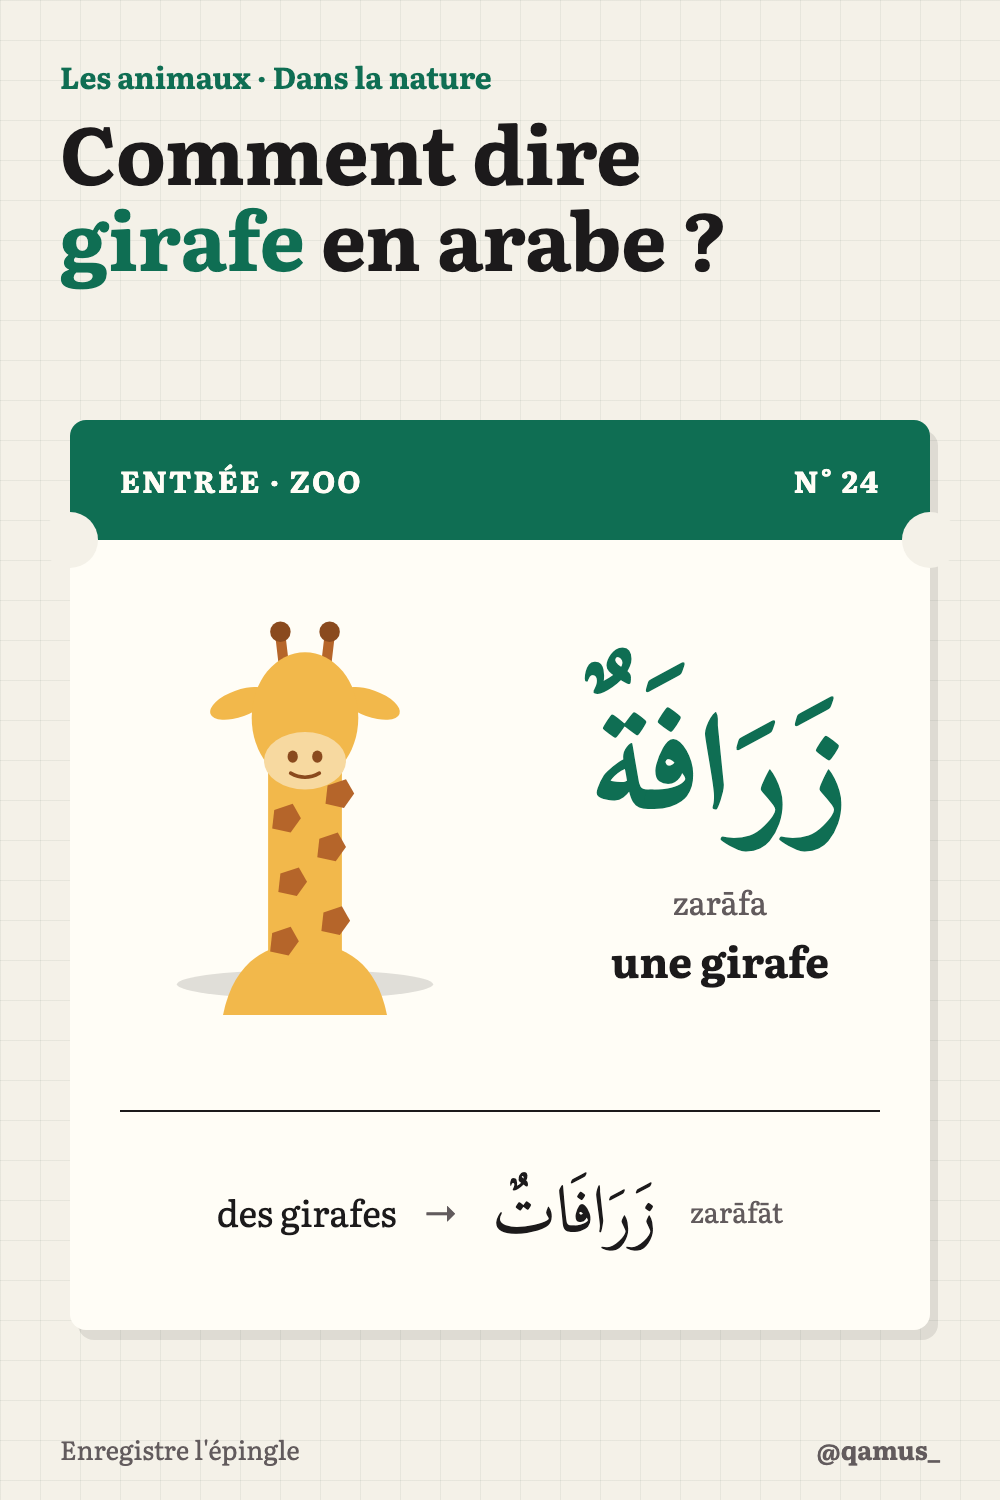 Les animaux · Dans la nature
Comment dire
girafe en arabe ?
ENTRÉE · ZOO
N° 24
زَرَافَةٌ
zarāfa
une girafe
des girafes → زَرَافَاتٌ zarāfāt
Enregistre l'épingle
@qamus_